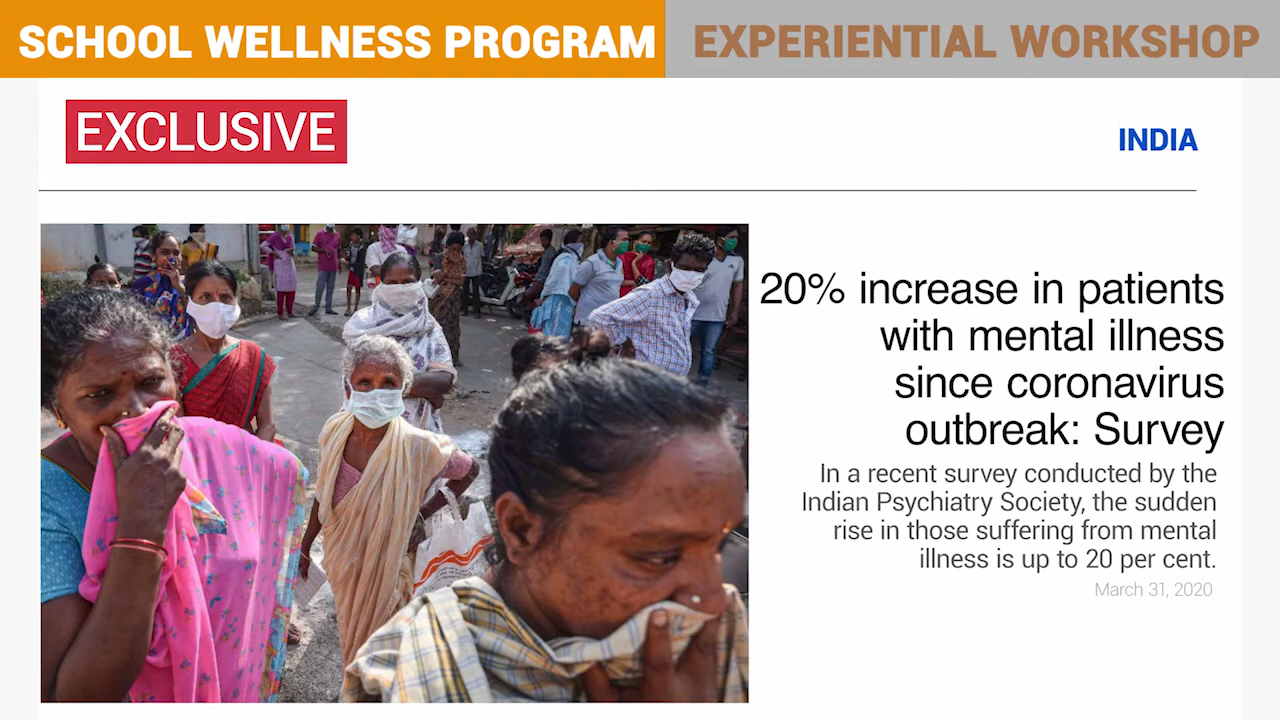 SCHOOL WELLNESS PROGRAM
EXPERIENTIAL WORKSHOP
EXCLUSIVE
INDIA
20% increase in patients
with mental illness
since coronavirus
outbreak: Survey
In a recent survey conducted by the
Indian Psychiatry Society, the sudden
rise in those suffering from mental
illness is up to 20 per cent.
March 31, 2020